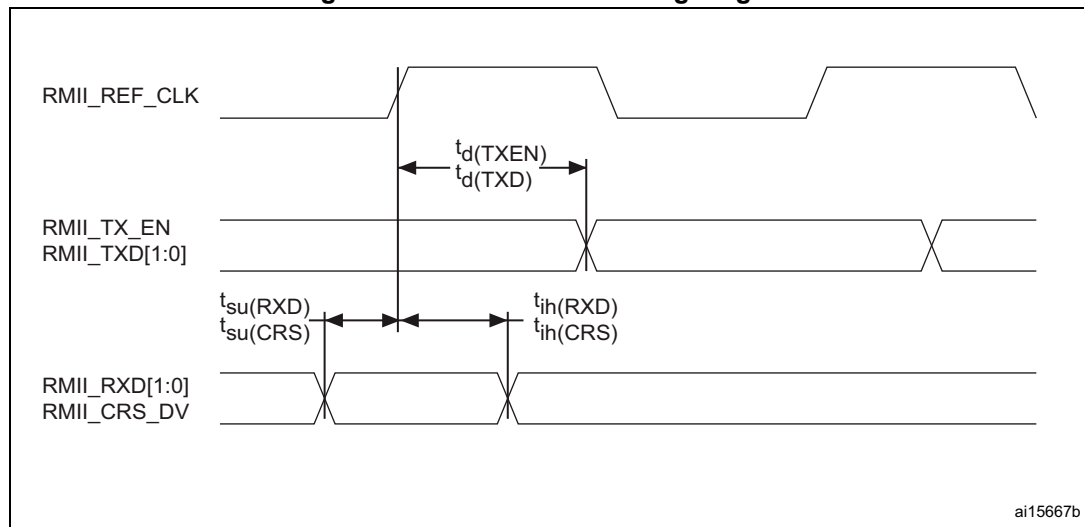 RMII_REF_CLK
td(TXEN)
td(TXD)
RMII_TX_EN
RMII_TXD[1:0]
tsu(RXD)
tsu(CRS)
tih(RXD)
tih(CRS)
RMII_RXD[1:0]
RMII_CRS_DV
ai15667b